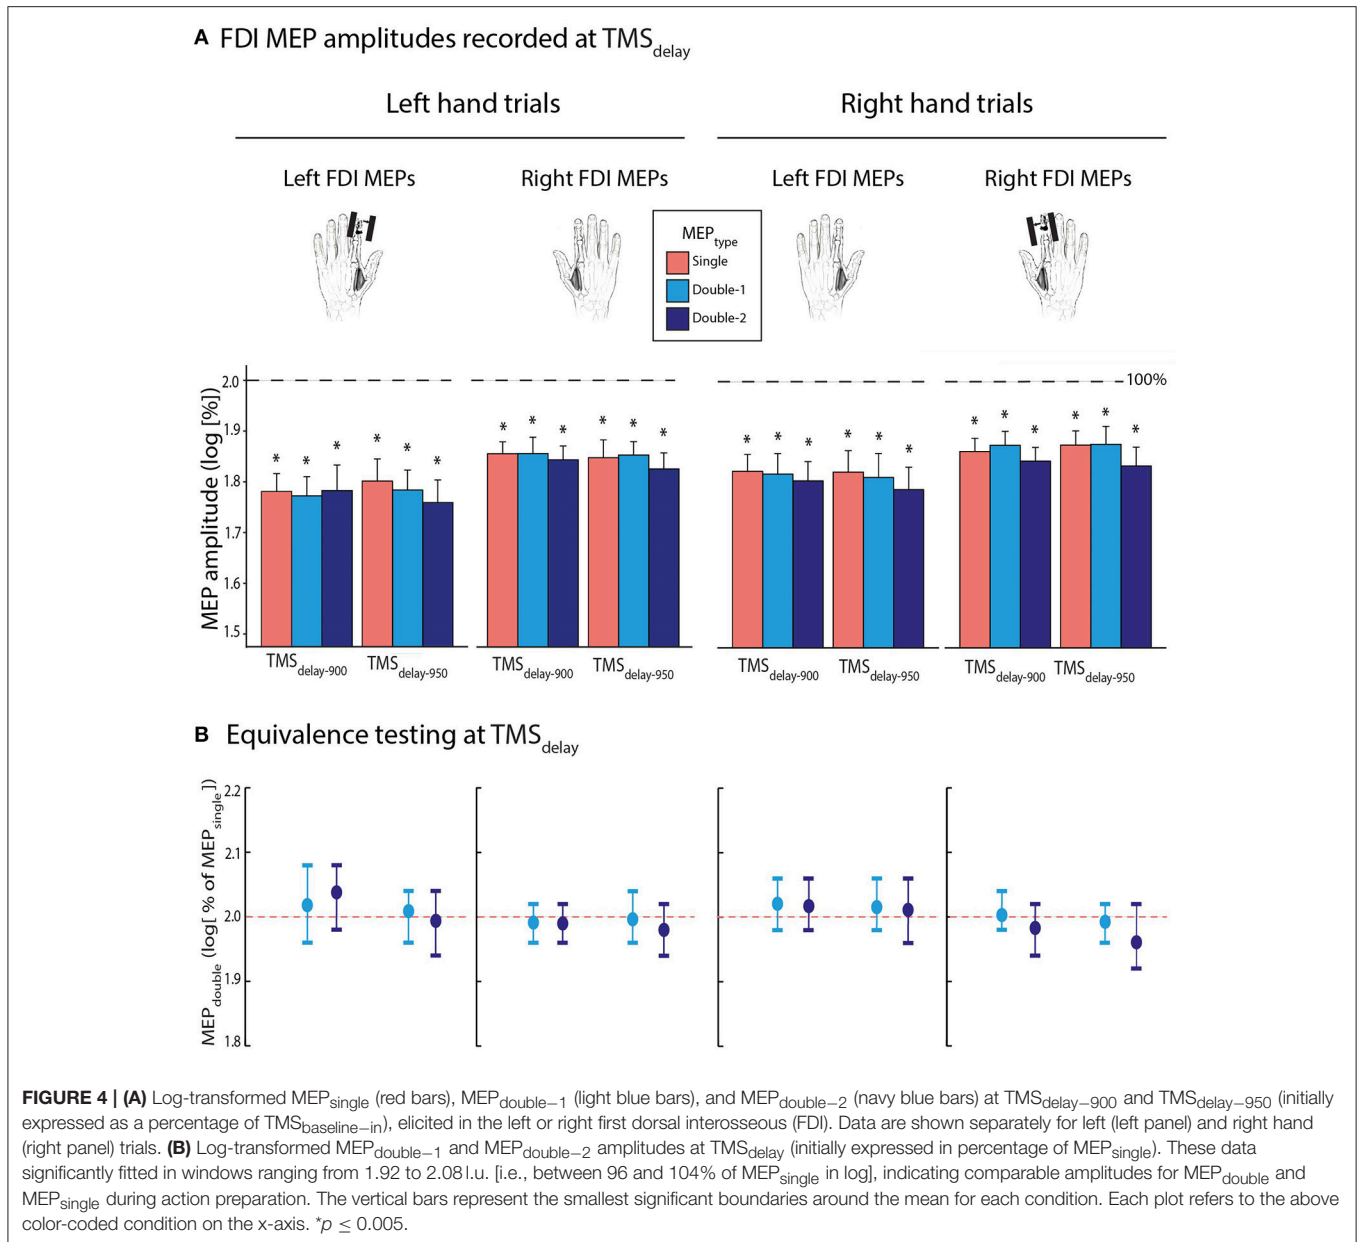 A FDI MEP amplitudes recorded at TMSdelay
Left hand trials
Right hand trials
Left FDI MEPs
Right FDI MEPs
Left FDI MEPs
Right FDI MEPs
MEPtype
Single
Double-1
Double-2
MEP amplitude (log [%])
2.0
1.9
1.8
1.7
1.6
1.5
100%
* * * * * *
* * * * * *
* * * * * *
* * * * * *
TMSdelay-900
TMSdelay-950
TMSdelay-900
TMSdelay-950
TMSdelay-900
TMSdelay-950
TMSdelay-900
TMSdelay-950
B Equivalence testing at TMSdelay
MEPdouble (log[ % of MEPsingle])
2.2
2.1
2.0
1.9
1.8
FIGURE 4 | (A) Log-transformed MEPsingle (red bars), MEPdouble−1 (light blue bars), and MEPdouble−2 (navy blue bars) at TMSdelay−900 and TMSdelay−950 (initially
expressed as a percentage of TMSbaseline−in), elicited in the left or right first dorsal interosseous (FDI). Data are shown separately for left (left panel) and right hand
(right panel) trials. (B) Log-transformed MEPdouble−1 and MEPdouble−2 amplitudes at TMSdelay (initially expressed in percentage of MEPsingle). These data
significantly fitted in windows ranging from 1.92 to 2.08 l.u. [i.e., between 96 and 104% of MEPsingle in log], indicating comparable amplitudes for MEPdouble and
MEPsingle during action preparation. The vertical bars represent the smallest significant boundaries around the mean for each condition. Each plot refers to the above
color-coded condition on the x-axis. *p ≤ 0.005.